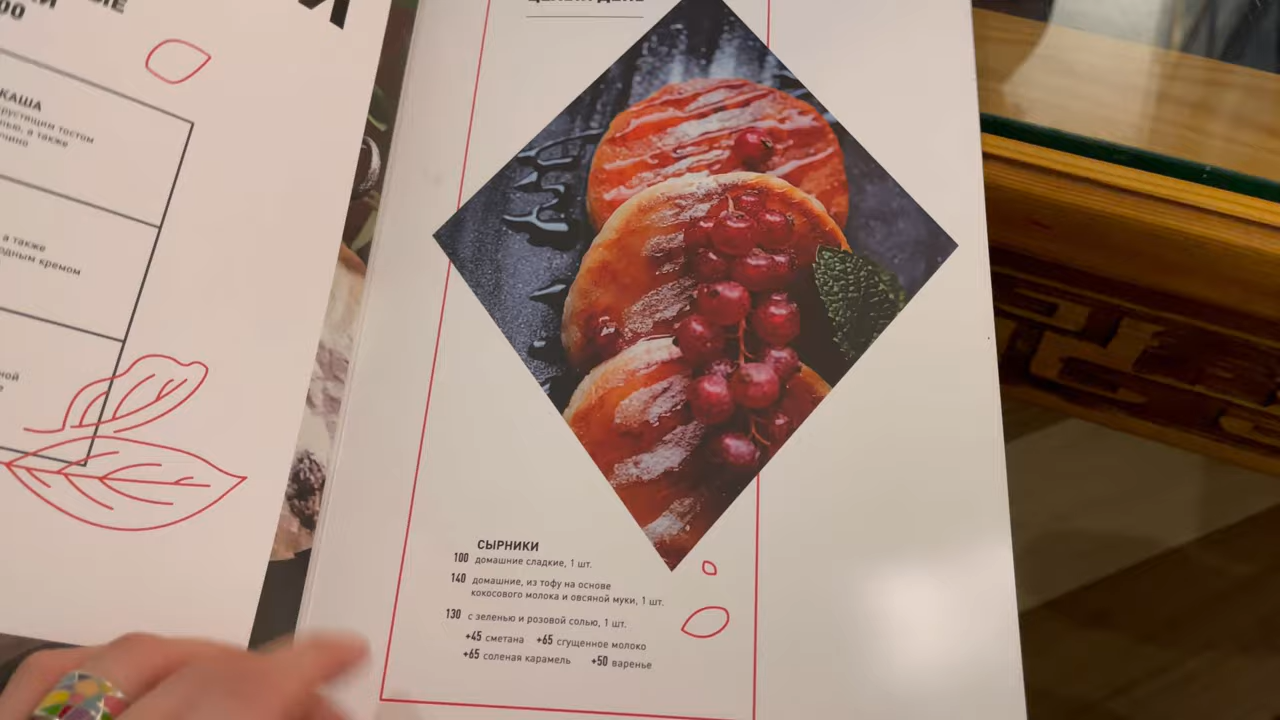 КАША
а также
СЫРНИКИ
100 домашние сладкие, 1 шт.
140 домашние, из тофу на основе
кокосового молока и овсяной муки, 1 шт.
130 с зеленью и розовой солью, 1 шт.
+45 сметана +65 сгущенное молоко
+65 соленая карамель +50 варенье